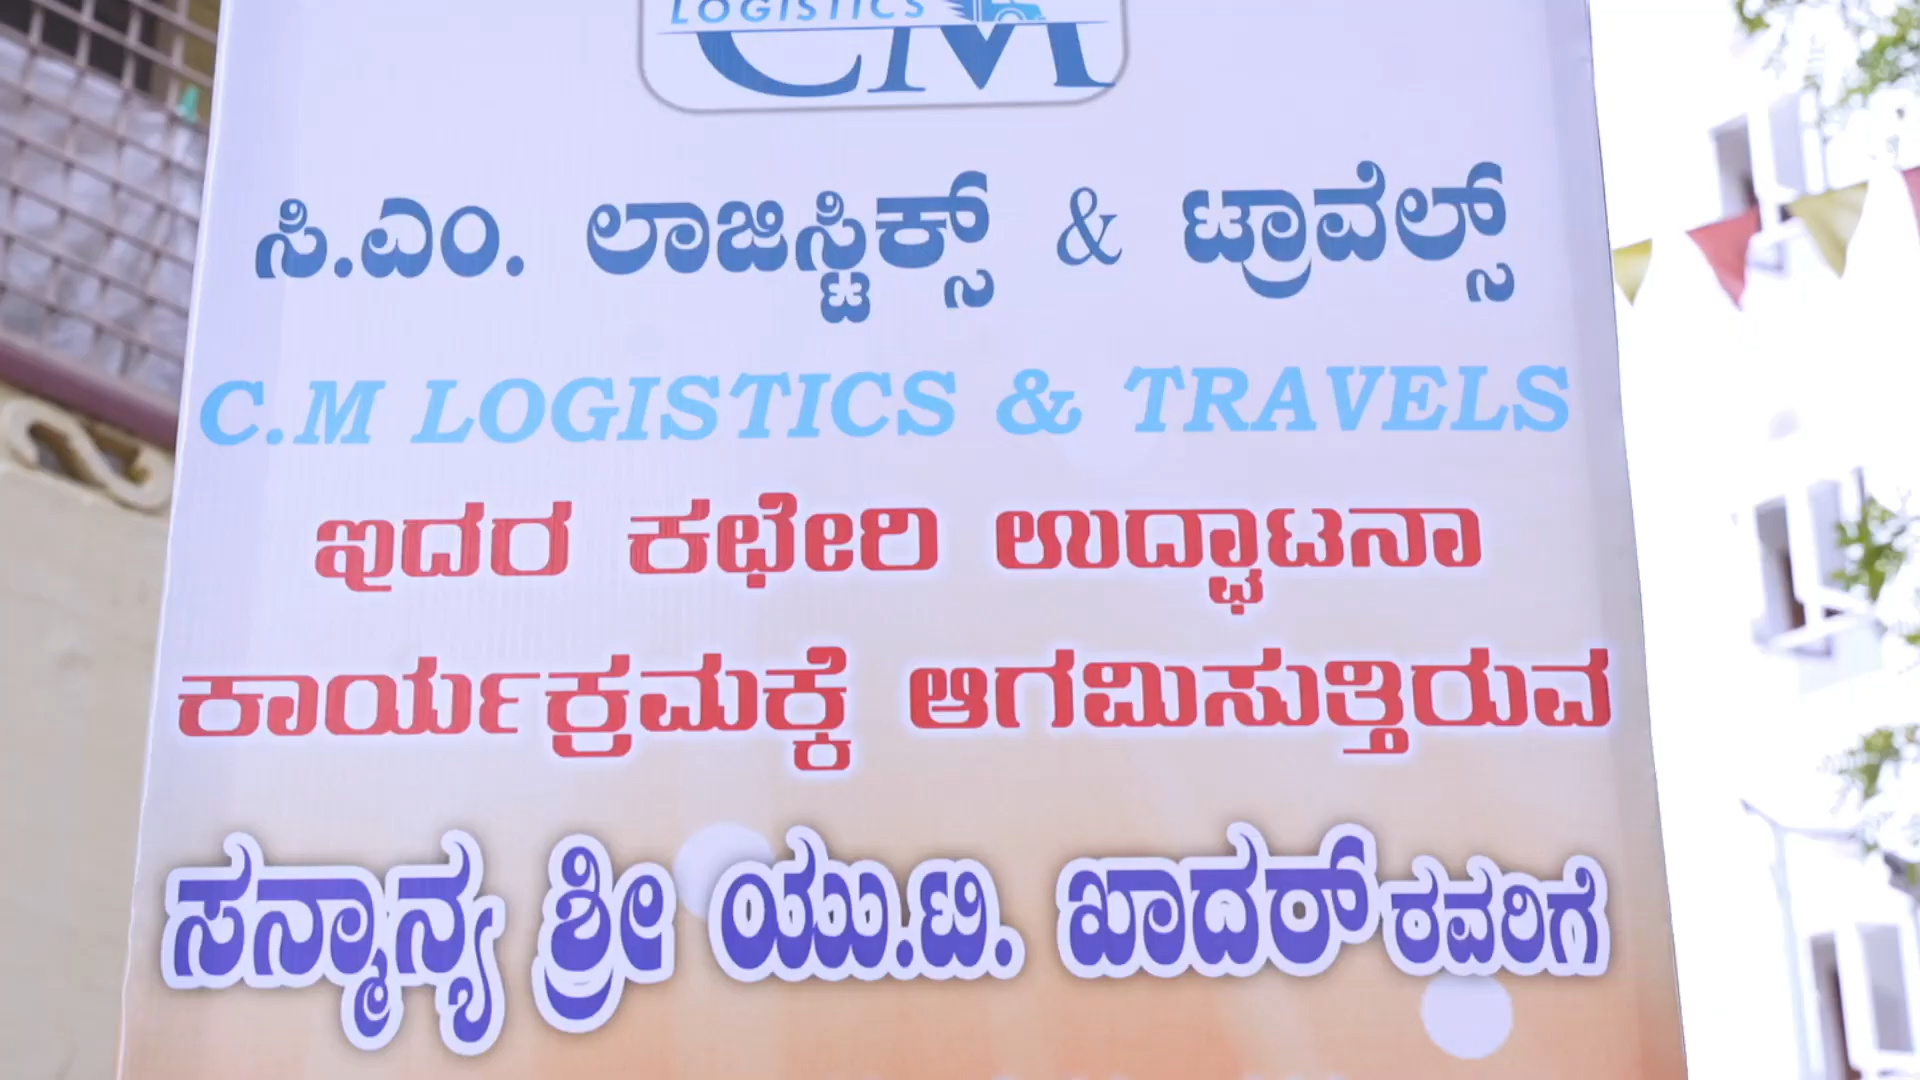 LOGISTICS
CM
ಸಿ.ಎಂ. ಲಾಜಿಸ್ಟಿಕ್ಸ್ & ಟ್ರಾವೆಲ್ಸ್
C.M LOGISTICS & TRAVELS
ಇದರ ಕಛೇರಿ ಉದ್ಘಾಟನಾ
ಕಾರ್ಯಕ್ರಮಕ್ಕೆ ಆಗಮಿಸುತ್ತಿರುವ
ಸನ್ಮಾನ್ಯ ಶ್ರೀ ಯು.ಟಿ. ಖಾದರ್ ರವರಿಗೆ